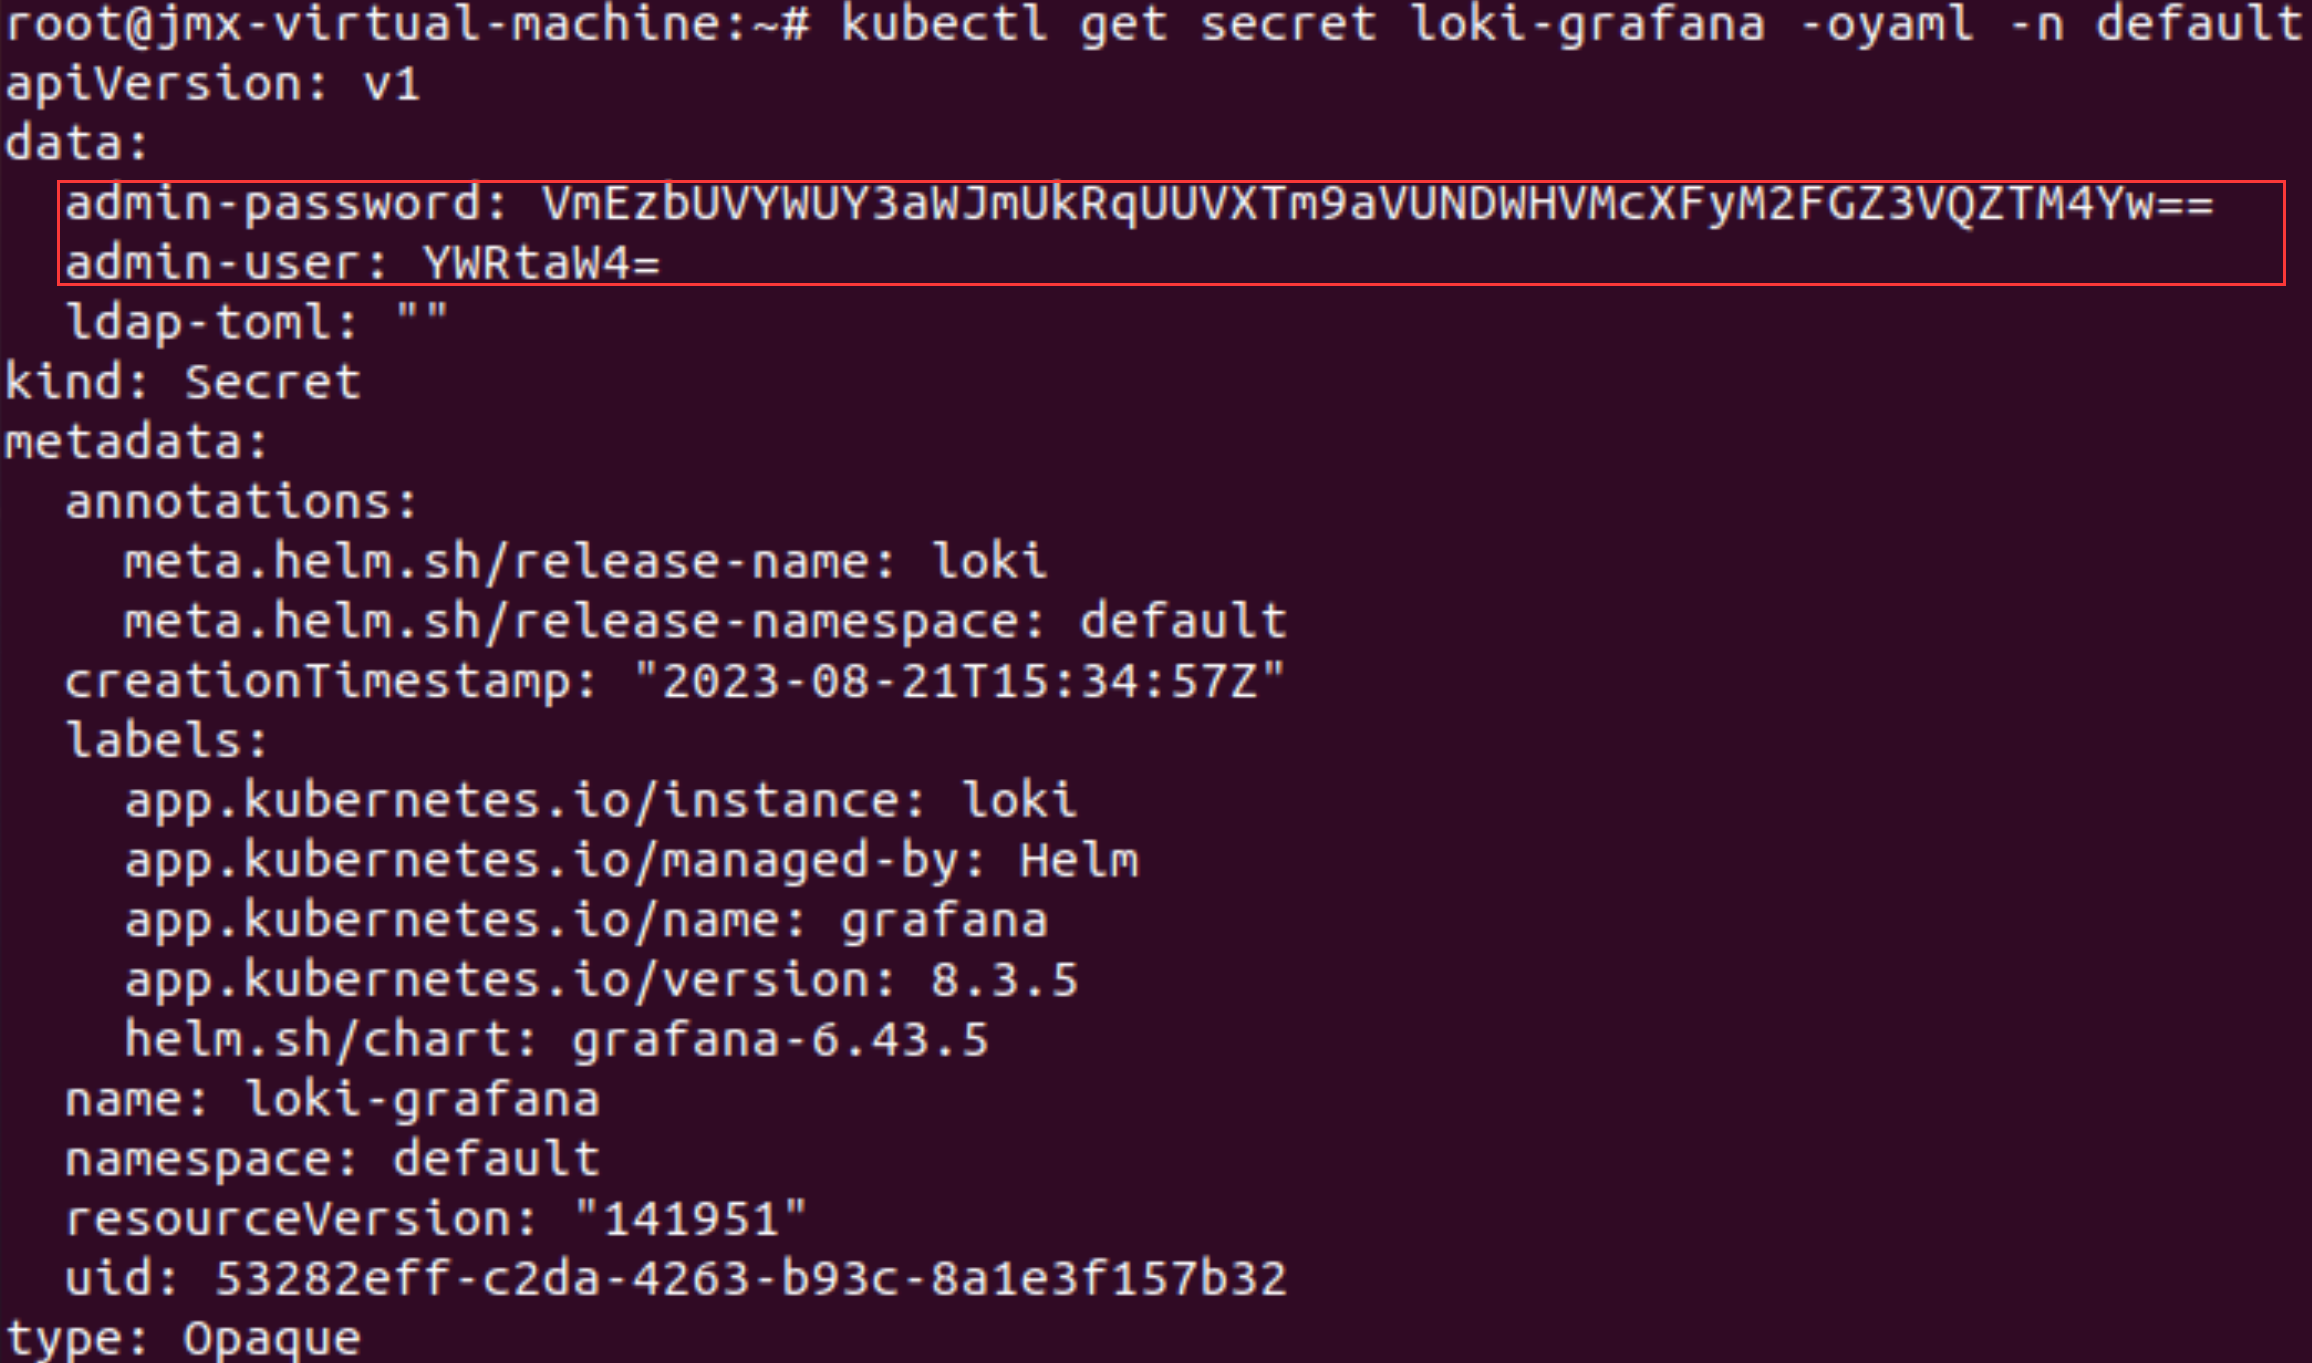 root@jmx-virtual-machine:~# kubectl get secret loki-grafana -oyaml -n default
apiVersion: v1
data:
  admin-password: VmEzbUVYWUY3aWJmUkRqUUVXTm9aVUNDWHVMcXFyM2FGZ3VQZTM4Yw==
  admin-user: YWRtaW4=
  ldap-toml: ""
kind: Secret
metadata:
  annotations:
    meta.helm.sh/release-name: loki
    meta.helm.sh/release-namespace: default
  creationTimestamp: "2023-08-21T15:34:57Z"
  labels:
    app.kubernetes.io/instance: loki
    app.kubernetes.io/managed-by: Helm
    app.kubernetes.io/name: grafana
    app.kubernetes.io/version: 8.3.5
    helm.sh/chart: grafana-6.43.5
  name: loki-grafana
  namespace: default
  resourceVersion: "141951"
  uid: 53282eff-c2da-4263-b93c-8a1e3f157b32
type: Opaque